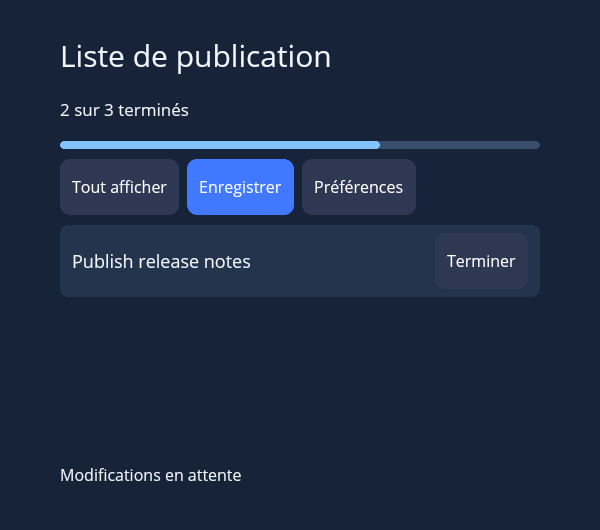 Liste de publication
2 sur 3 terminés
Tout afficher
Enregistrer
Préférences
Publish release notes
Terminer
Modifications en attente